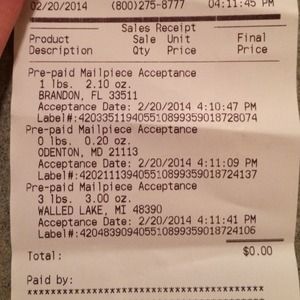 02/20/2014 (800)275-8777 04:11:45 PM
Sales Receipt
Product Sale Unit Final
Description Qty Price Price
Pre-paid Mailpiece Acceptance
1 lbs. 2.10 oz.
BRANDON, FL 33511
Acceptance Date: 2/20/2014 4:10:47 PM
Label#:420335119405510899359018728074
Pre-paid Mailpiece Acceptance
0 lbs. 0.20 oz.
ODENTON, MD 21113
Acceptance Date: 2/20/2014 4:11:09 PM
Label#:420211139405510899359018724137
Pre-paid Mailpiece Acceptance
3 lbs. 3.00 oz.
WALLED LAKE, MI 48390
Acceptance Date: 2/20/2014 4:11:41 PM
Label#:420483909405510899359018724106
Total: $0.00
Paid by: